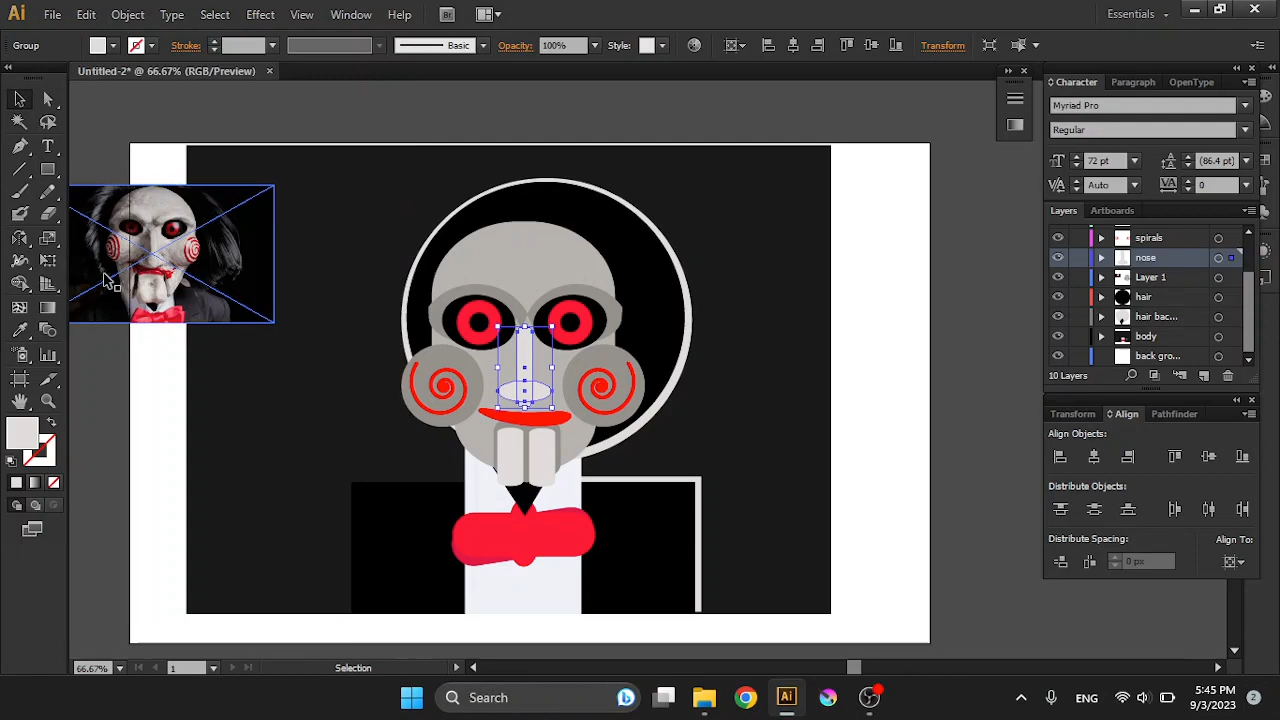 Ai File Edit Object Type Select Effect View Window Help Br Essentials
Group Stroke: Basic Opacity: 100% Style: Transform
Untitled-2* @ 66.67% (RGB/Preview)
Character Paragraph OpenType
Myriad Pro
Regular
72 pt (86.4 pt)
Auto 0
Layers Artboards
spirals
nose
Layer 1
hair
hair bac...
body
back gro...
10 Layers
Transform Align Pathfinder
Align Objects:
Distribute Objects:
Distribute Spacing: Align To:
0 px
66.67% 1 Selection
Search Ai ENG 5:45 PM
9/3/2023 2